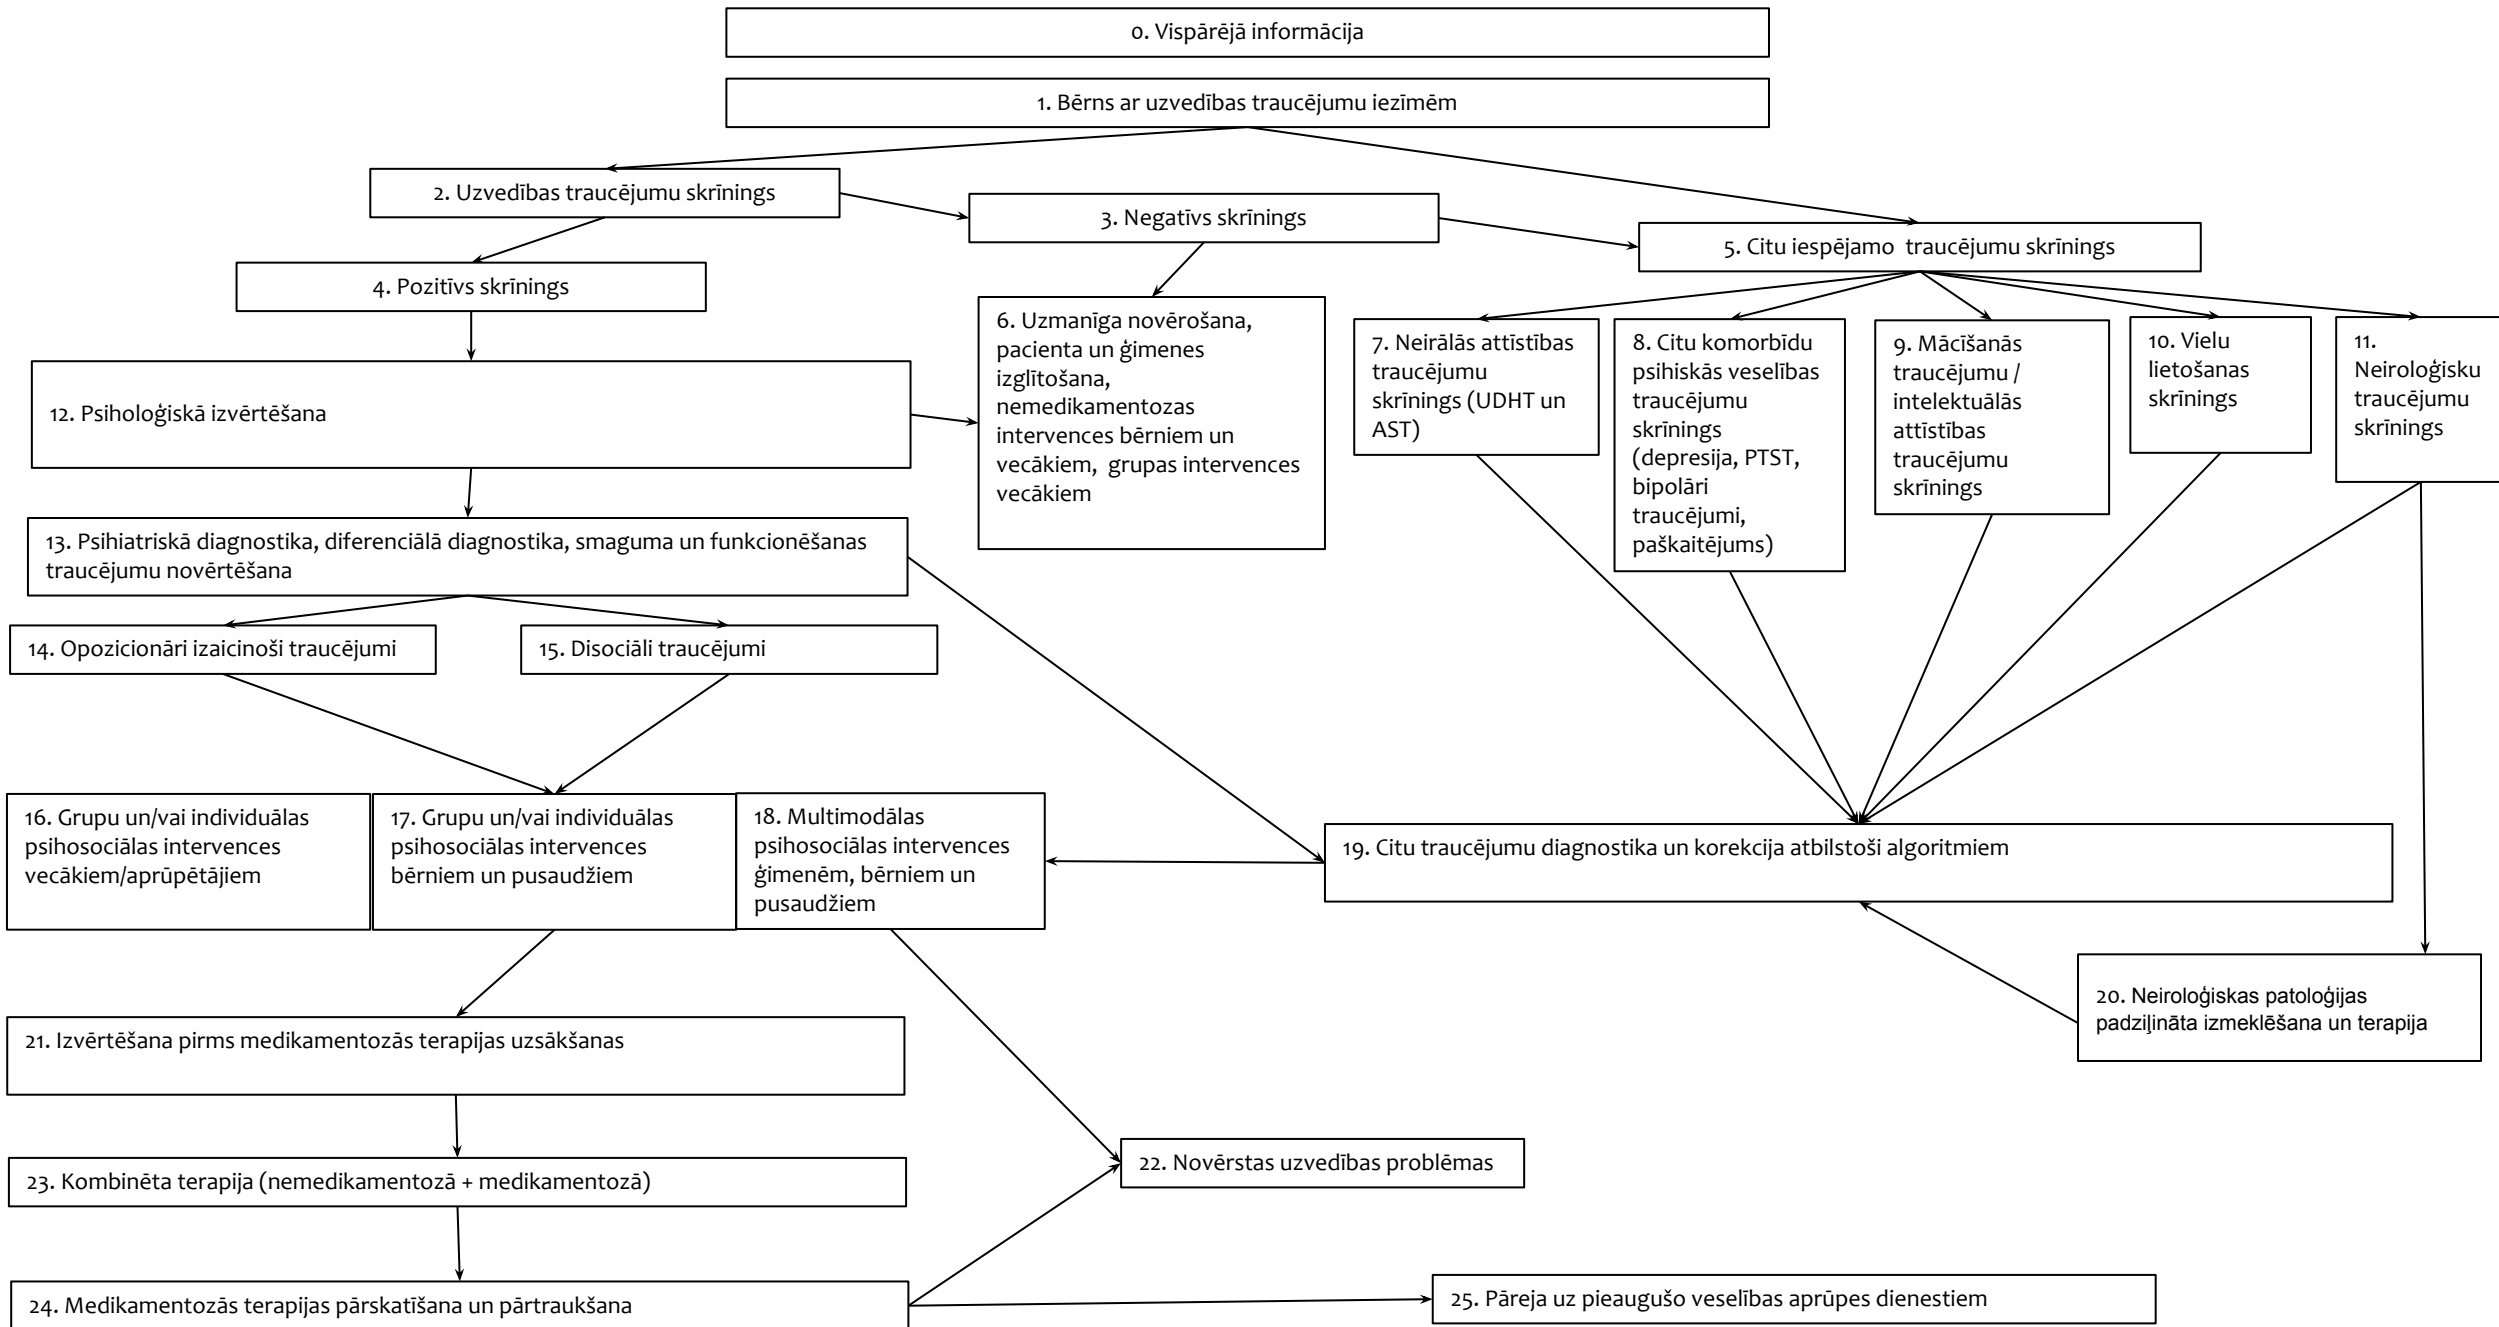 0. Vispārējā informācija
1. Bērns ar uzvedības traucējumu iezīmēm
2. Uzvedības traucējumu skrīnings
3. Negatīvs skrīnings
5. Citu iespējamo  traucējumu skrīnings
4. Pozitīvs skrīnings
6. Uzmanīga novērošana,
pacienta un ģimenes
izglītošana,
nemedikamentozas
intervences bērniem un
vecākiem,  grupas intervences
vecākiem
7. Neirālās attīstības
traucējumu
skrīnings (UDHT un
AST)
8. Citu komorbīdu
psihiskās veselības
traucējumu
skrīnings
(depresija, PTST,
bipolāri
traucējumi,
paškaitējums)
9. Mācīšanās
traucējumu /
intelektuālās
attīstības
traucējumu
skrīnings
10. Vielu
lietošanas
skrīnings
11.
Neiroloģisku
traucējumu
skrīnings
12. Psiholoģiskā izvērtēšana
13. Psihiatriskā diagnostika, diferenciālā diagnostika, smaguma un funkcionēšanas
traucējumu novērtēšana
14. Opozicionāri izaicinoši traucējumi
15. Disociāli traucējumi
16. Grupu un/vai individuālas
psihosociālas intervences
vecākiem/aprūpētājiem
17. Grupu un/vai individuālas
psihosociālas intervences
bērniem un pusaudžiem
18. Multimodālas
psihosociālas intervences
ģimenēm, bērniem un
pusaudžiem
19. Citu traucējumu diagnostika un korekcija atbilstoši algoritmiem
20. Neiroloģiskas patoloģijas
padziļināta izmeklēšana un terapija
21. Izvērtēšana pirms medikamentozās terapijas uzsākšanas
22. Novērstas uzvedības problēmas
23. Kombinēta terapija (nemedikamentozā + medikamentozā)
24. Medikamentozās terapijas pārskatīšana un pārtraukšana
25. Pāreja uz pieaugušo veselības aprūpes dienestiem